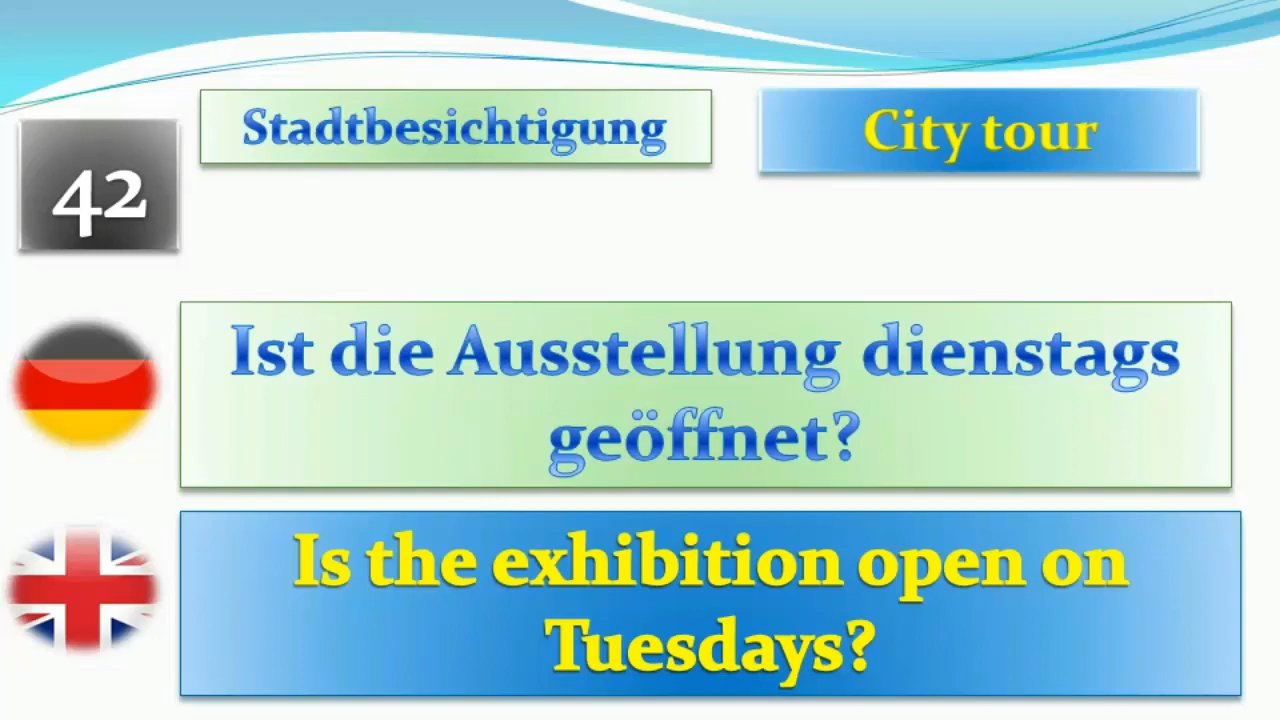 Stadtbesichtigung
City tour
42
Ist die Ausstellung dienstags
geöffnet?
Is the exhibition open on
Tuesdays?